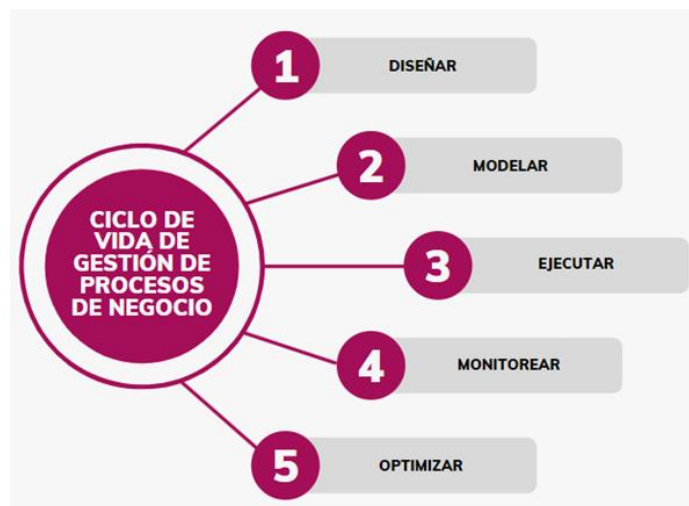 CICLO DE
VIDA DE
GESTIÓN DE
PROCESOS
DE NEGOCIO
1
DISEÑAR
2
MODELAR
3
EJECUTAR
4
MONITOREAR
5
OPTIMIZAR